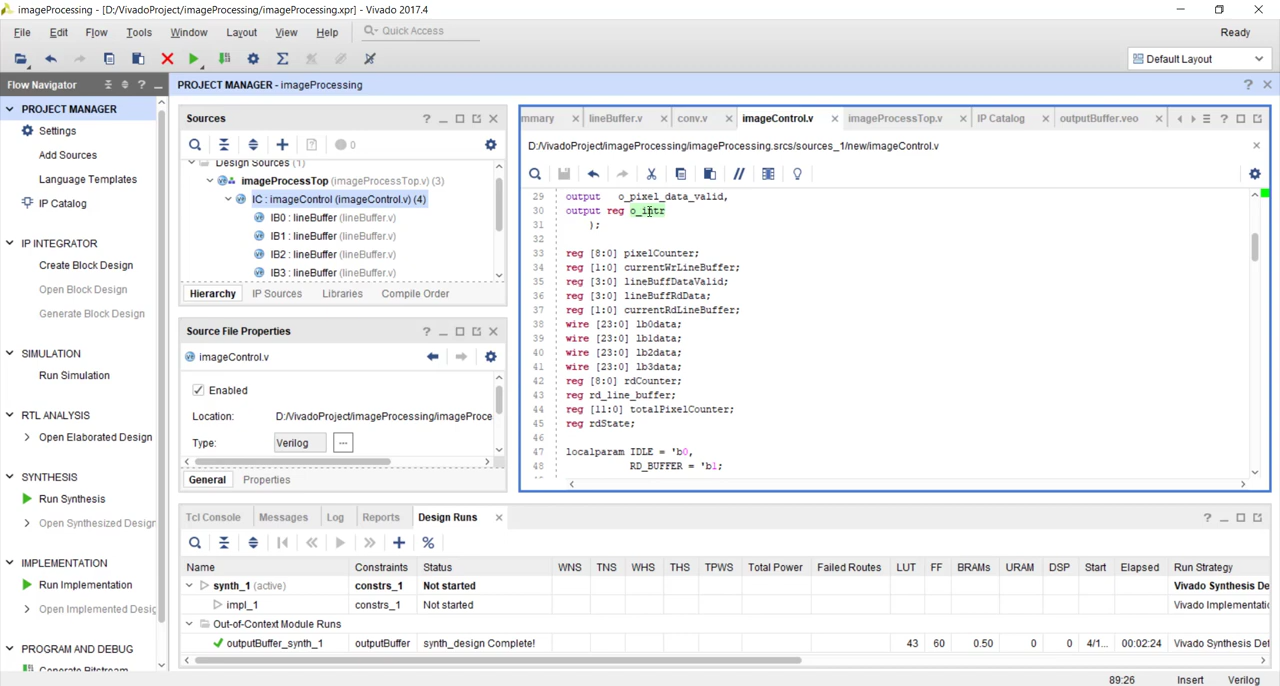 imageProcessing - [D:/VivadoProject/imageProcessing/imageProcessing.xpr] - Vivado 2017.4
File Edit Flow Tools Window Layout View Help Quick Access Ready
Default Layout
Flow Navigator
PROJECT MANAGER - imageProcessing
PROJECT MANAGER
Settings
Add Sources
Language Templates
IP Catalog
IP INTEGRATOR
Create Block Design
Open Block Design
Generate Block Design
SIMULATION
Run Simulation
RTL ANALYSIS
Open Elaborated Design
SYNTHESIS
Run Synthesis
Open Synthesized Design
IMPLEMENTATION
Run Implementation
Open Implemented Desig
PROGRAM AND DEBUG
Generate Bitstream
Sources
0
Design Sources (1)
imageProcessTop (imageProcessTop.v) (3)
IC : imageControl (imageControl.v) (4)
IB0 : lineBuffer (lineBuffer.v)
IB1 : lineBuffer (lineBuffer.v)
IB2 : lineBuffer (lineBuffer.v)
IB3 : lineBuffer (lineBuffer.v)
Hierarchy IP Sources Libraries Compile Order
Source File Properties
imageControl.v
Enabled
Location: D:/VivadoProject/imageProcessing/imageProce
Type: Verilog ...
General Properties
mmary lineBuffer.v conv.v imageControl.v imageProcessTop.v IP Catalog outputBuffer.veo
D:/VivadoProject/imageProcessing/imageProcessing.srcs/sources_1/new/imageControl.v
29 output o_pixel_data_valid,
30 output reg o_intr
31 );
32
33 reg [8:0] pixelCounter;
34 reg [1:0] currentWrLineBuffer;
35 reg [3:0] lineBuffDataValid;
36 reg [3:0] lineBuffRdData;
37 reg [1:0] currentRdLineBuffer;
38 wire [23:0] lb0data;
39 wire [23:0] lb1data;
40 wire [23:0] lb2data;
41 wire [23:0] lb3data;
42 reg [8:0] rdCounter;
43 reg rd_line_buffer;
44 reg [11:0] totalPixelCounter;
45 reg rdState;
46
47 localparam IDLE = 'b0,
48 RD_BUFFER = 'b1;
Tcl Console Messages Log Reports Design Runs
Name Constraints Status WNS TNS WHS THS TPWS Total Power Failed Routes LUT FF BRAMs URAM DSP Start Elapsed Run Strategy
synth_1 (active) constrs_1 Not started Vivado Synthesis De
impl_1 constrs_1 Not started Vivado Implementatic
Out-of-Context Module Runs
outputBuffer_synth_1 outputBuffer synth_design Complete! 43 60 0.50 0 0 4/1... 00:02:24 Vivado Synthesis Def
89:26 Insert Verilog